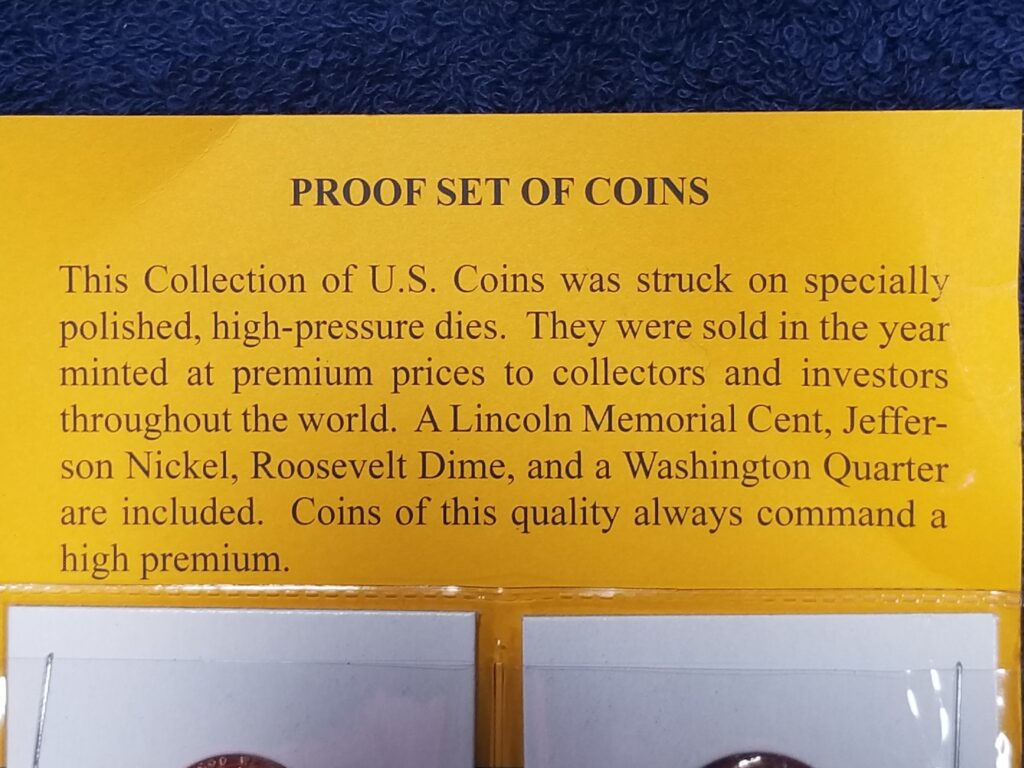 PROOF SET OF COINS
This Collection of U.S. Coins was struck on specially
polished, high-pressure dies. They were sold in the year
minted at premium prices to collectors and investors
throughout the world. A Lincoln Memorial Cent, Jeffer-
son Nickel, Roosevelt Dime, and a Washington Quarter
are included. Coins of this quality always command a
high premium.